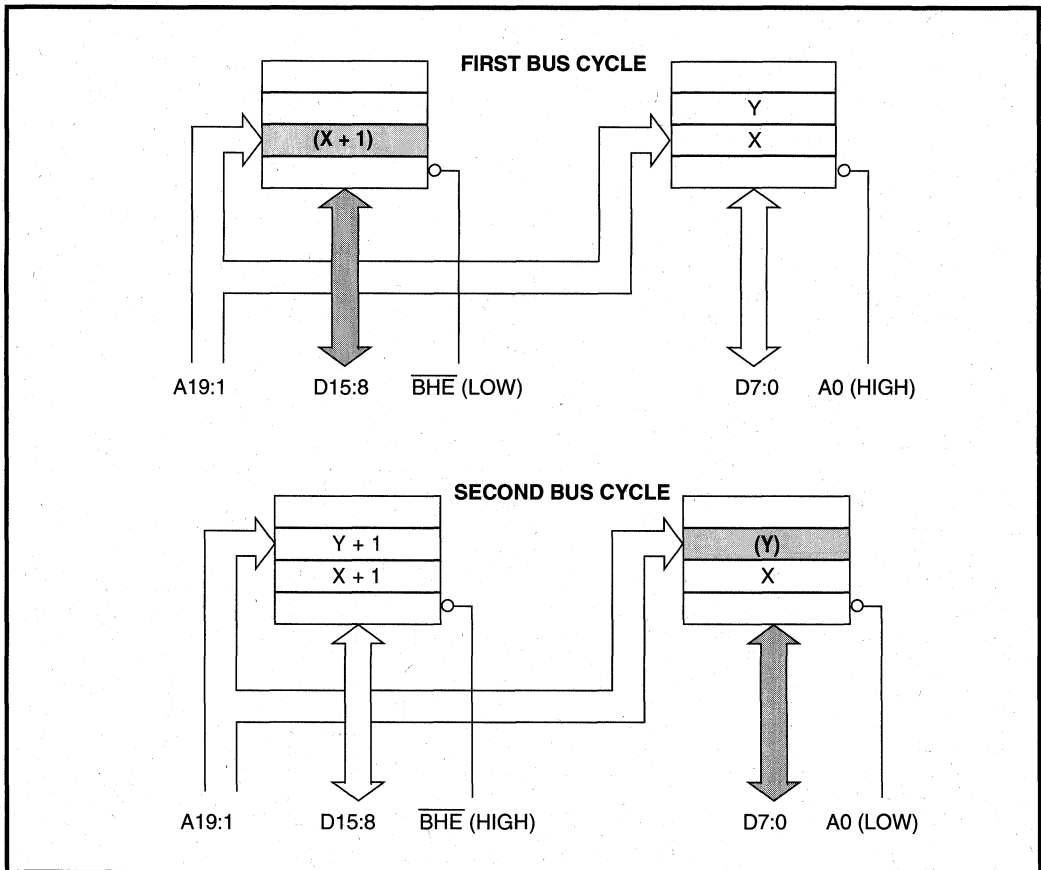 FIRST BUS CYCLE
Y
(X + 1)
X
A19:1
D15:8
BHE (LOW)
D7:0
A0 (HIGH)
SECOND BUS CYCLE
Y + 1
(Y)
X + 1
X
A19:1
D15:8
BHE (HIGH)
D7:0
A0 (LOW)